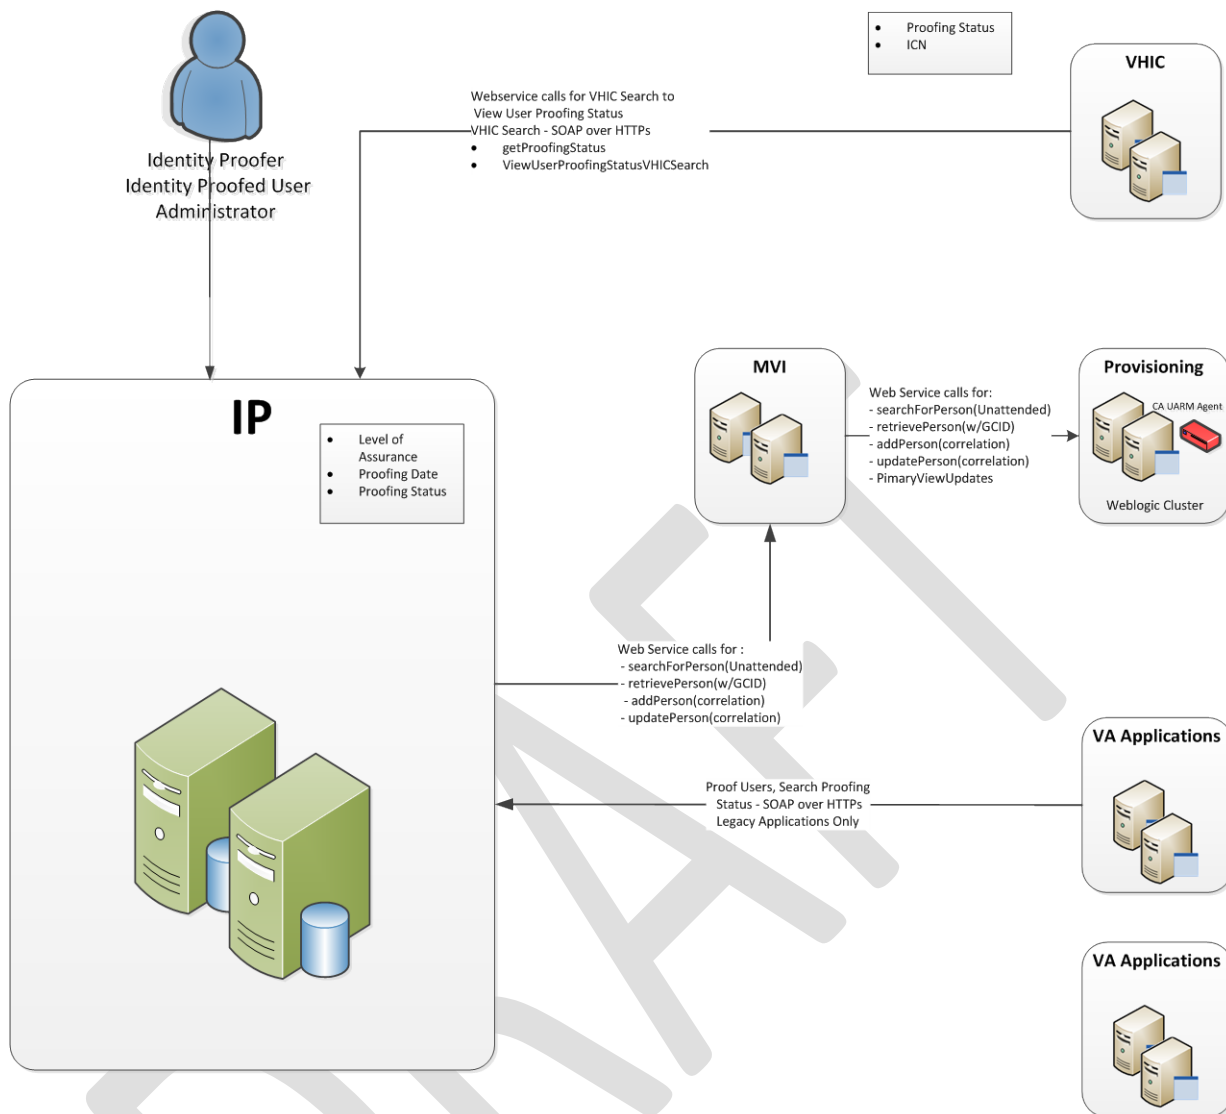 Proofing Status
ICN
VHIC
Webservice calls for VHIC Search to
View User Proofing Status
VHIC Search - SOAP over HTTPs
getProofingStatus
ViewUserProofingStatusVHICSearch
Identity Proofer
Identity Proofed User
Administrator
IP
Level of
Assurance
Proofing Date
Proofing Status
MVI
Web Service calls for:
- searchForPerson(Unattended)
- retrievePerson(w/GCID)
- addPerson(correlation)
- updatePerson(correlation)
- PimaryViewUpdates
Provisioning
CA UARM Agent
Weblogic Cluster
Web Service calls for :
- searchForPerson(Unattended)
- retrievePerson(w/GCID)
- addPerson(correlation)
- updatePerson(correlation)
VA Applications
Proof Users, Search Proofing
Status - SOAP over HTTPs
Legacy Applications Only
VA Applications
DRAFT